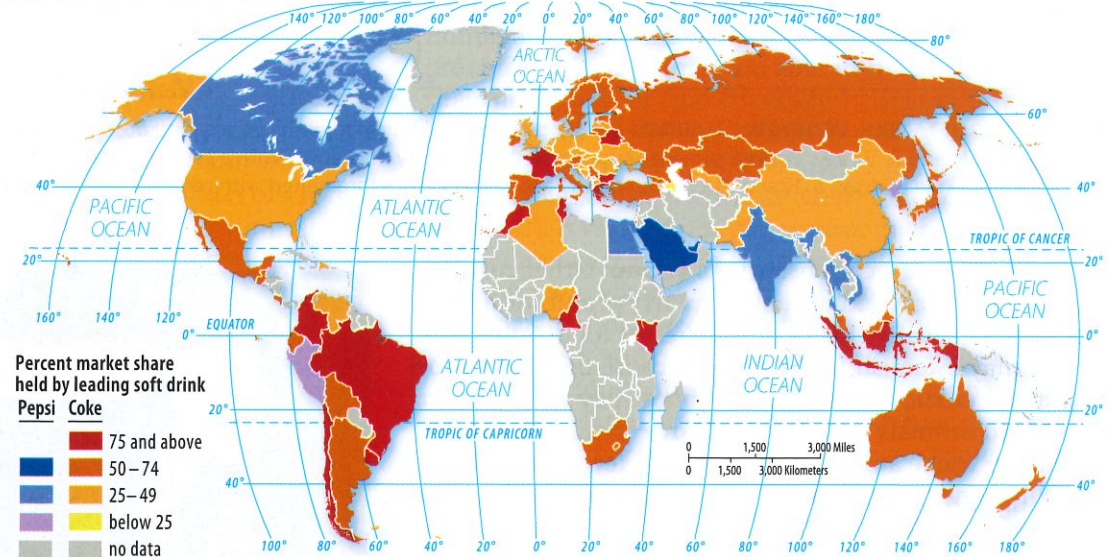 140° 120° 100° 80° 60° 40° 20° 0° 20° 40° 60° 80° 100° 120° 140° 160° 180°
80°
ARCTIC
OCEAN
60°
40°
40°
PACIFIC
OCEAN
ATLANTIC
OCEAN
TROPIC OF CANCER
20°
20°
PACIFIC
OCEAN
160° 140° 120° 0° EQUATOR
0°
ATLANTIC
OCEAN
INDIAN
OCEAN
Percent market share
held by leading soft drink
Pepsi Coke
75 and above
50–74
25–49
below 25
no data
20°
20°
TROPIC OF CAPRICORN
0 1,500 3,000 Miles
0 1,500 3,000 Kilometers
40°
40°
100° 80° 60° 40° 20° 0° 20° 40° 60° 80° 100° 120° 140°